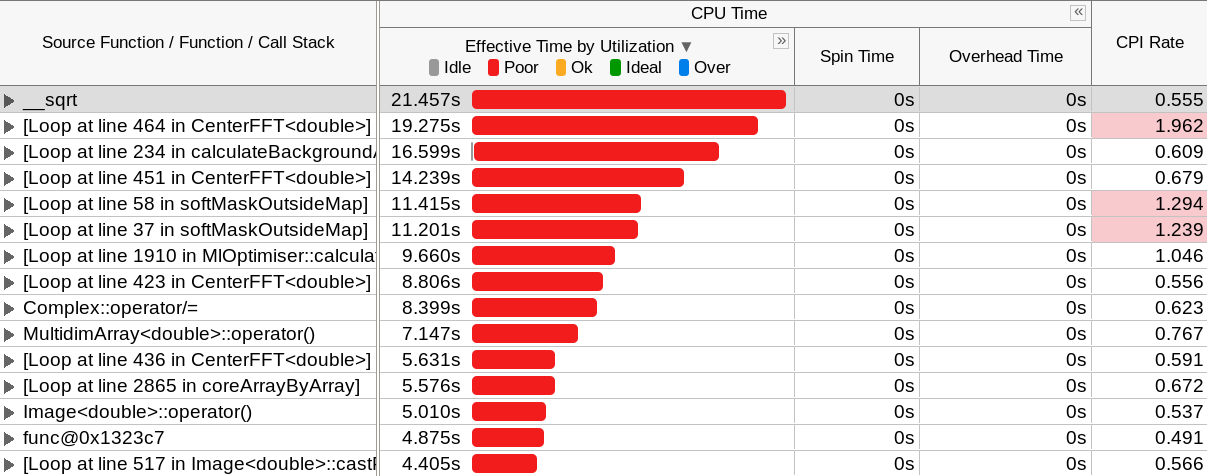 Source Function / Function / Call Stack
CPU Time «
CPI Rate
Effective Time by Utilization ▼ »
Idle Poor Ok Ideal Over
Spin Time
Overhead Time
__sqrt 21.457s 0s 0s 0.555
[Loop at line 464 in CenterFFT<double>] 19.275s 0s 0s 1.962
[Loop at line 234 in calculateBackgroundA 16.599s 0s 0s 0.609
[Loop at line 451 in CenterFFT<double>] 14.239s 0s 0s 0.679
[Loop at line 58 in softMaskOutsideMap] 11.415s 0s 0s 1.294
[Loop at line 37 in softMaskOutsideMap] 11.201s 0s 0s 1.239
[Loop at line 1910 in MlOptimiser::calcula 9.660s 0s 0s 1.046
[Loop at line 423 in CenterFFT<double>] 8.806s 0s 0s 0.556
Complex::operator/= 8.399s 0s 0s 0.623
MultidimArray<double>::operator() 7.147s 0s 0s 0.767
[Loop at line 436 in CenterFFT<double>] 5.631s 0s 0s 0.591
[Loop at line 2865 in coreArrayByArray] 5.576s 0s 0s 0.672
Image<double>::operator() 5.010s 0s 0s 0.537
func@0x1323c7 4.875s 0s 0s 0.491
[Loop at line 517 in Image<double>::cast 4.405s 0s 0s 0.566